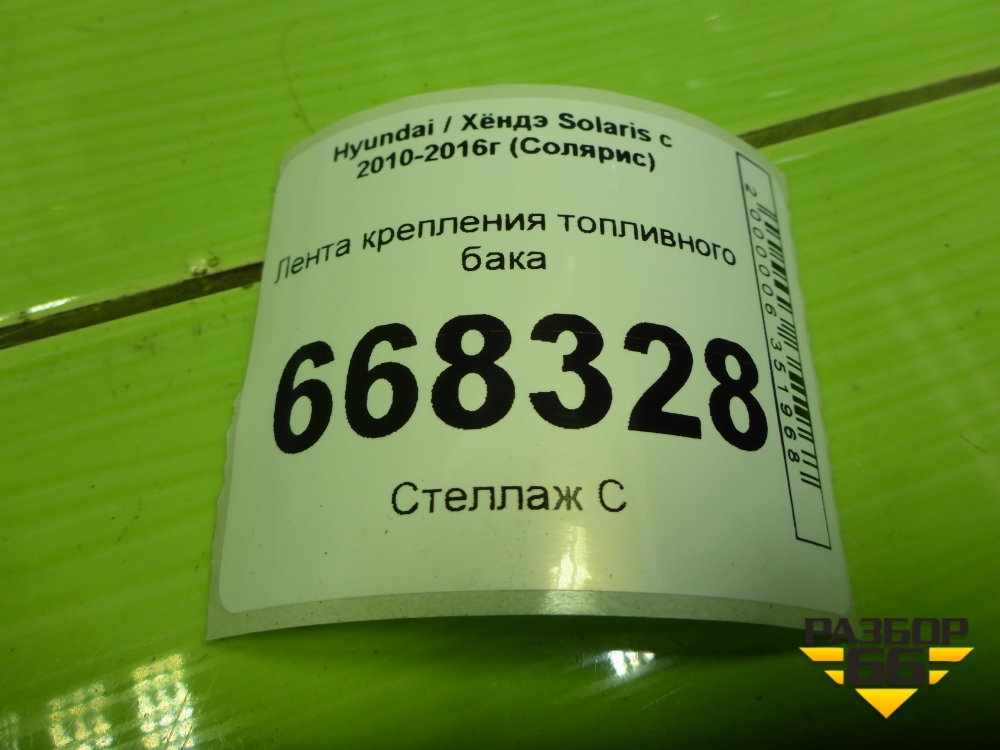 Hyundai / Хёндэ Solaris с
2010-2016г (Солярис)
Лента крепления топливного
бака
668328
Стеллаж С
2000006351968
РАЗБОР
66